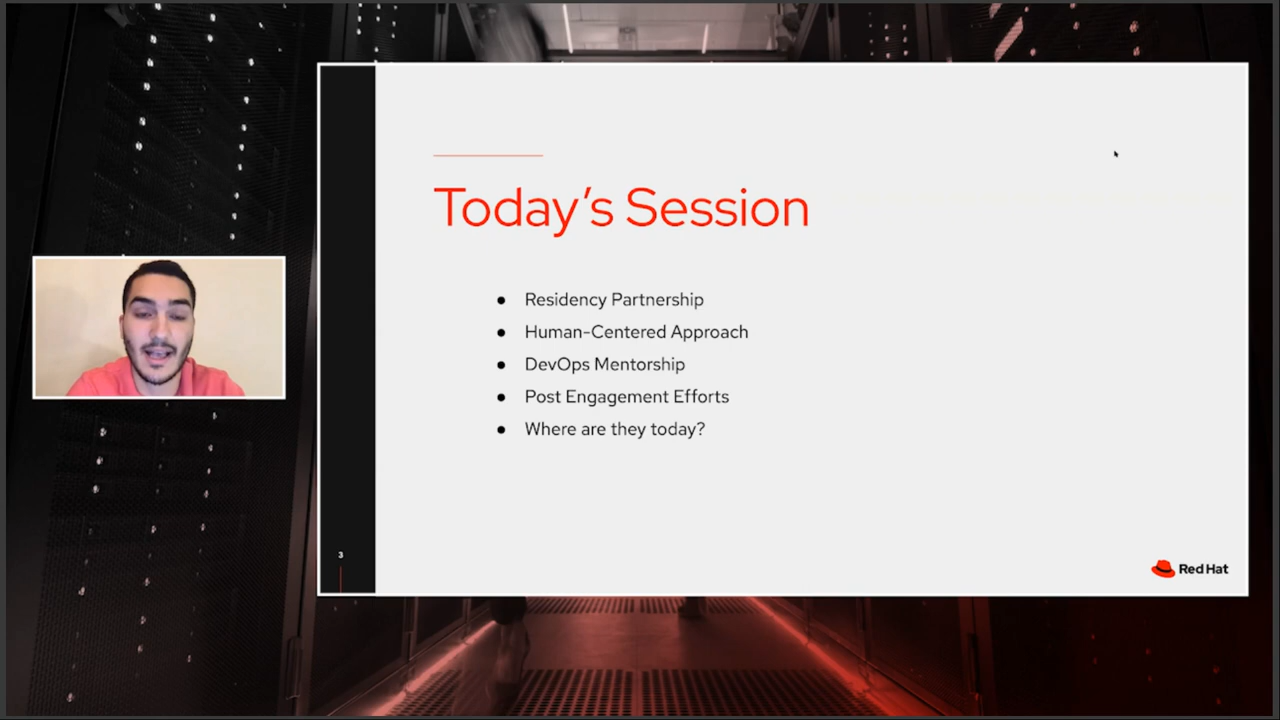 Today's Session
● Residency Partnership
● Human-Centered Approach
● DevOps Mentorship
● Post Engagement Efforts
● Where are they today?
3
Red Hat